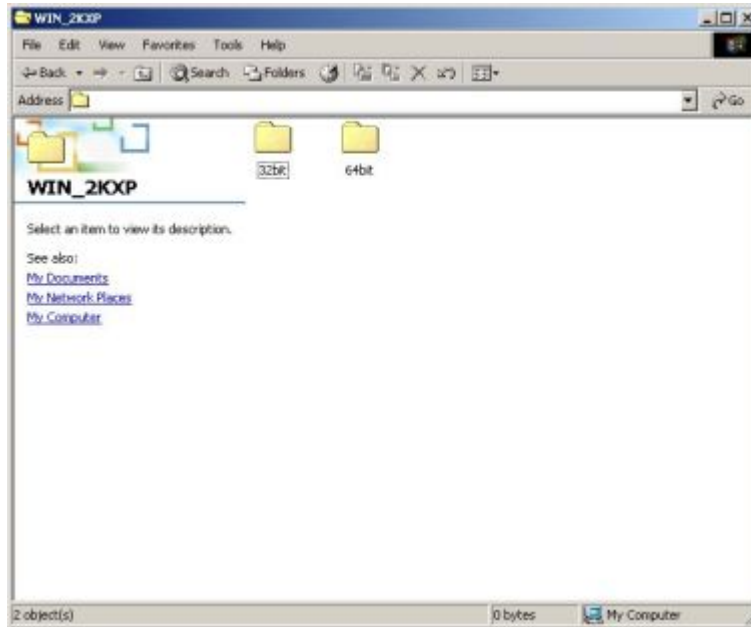 WIN_2KXP
File Edit View Favorites Tools Help
Back Search Folders
Address Go
32bit 64bit
WIN_2KXP
Select an item to view its description.
See also:
My Documents
My Network Places
My Computer
2 object(s) 0 bytes My Computer